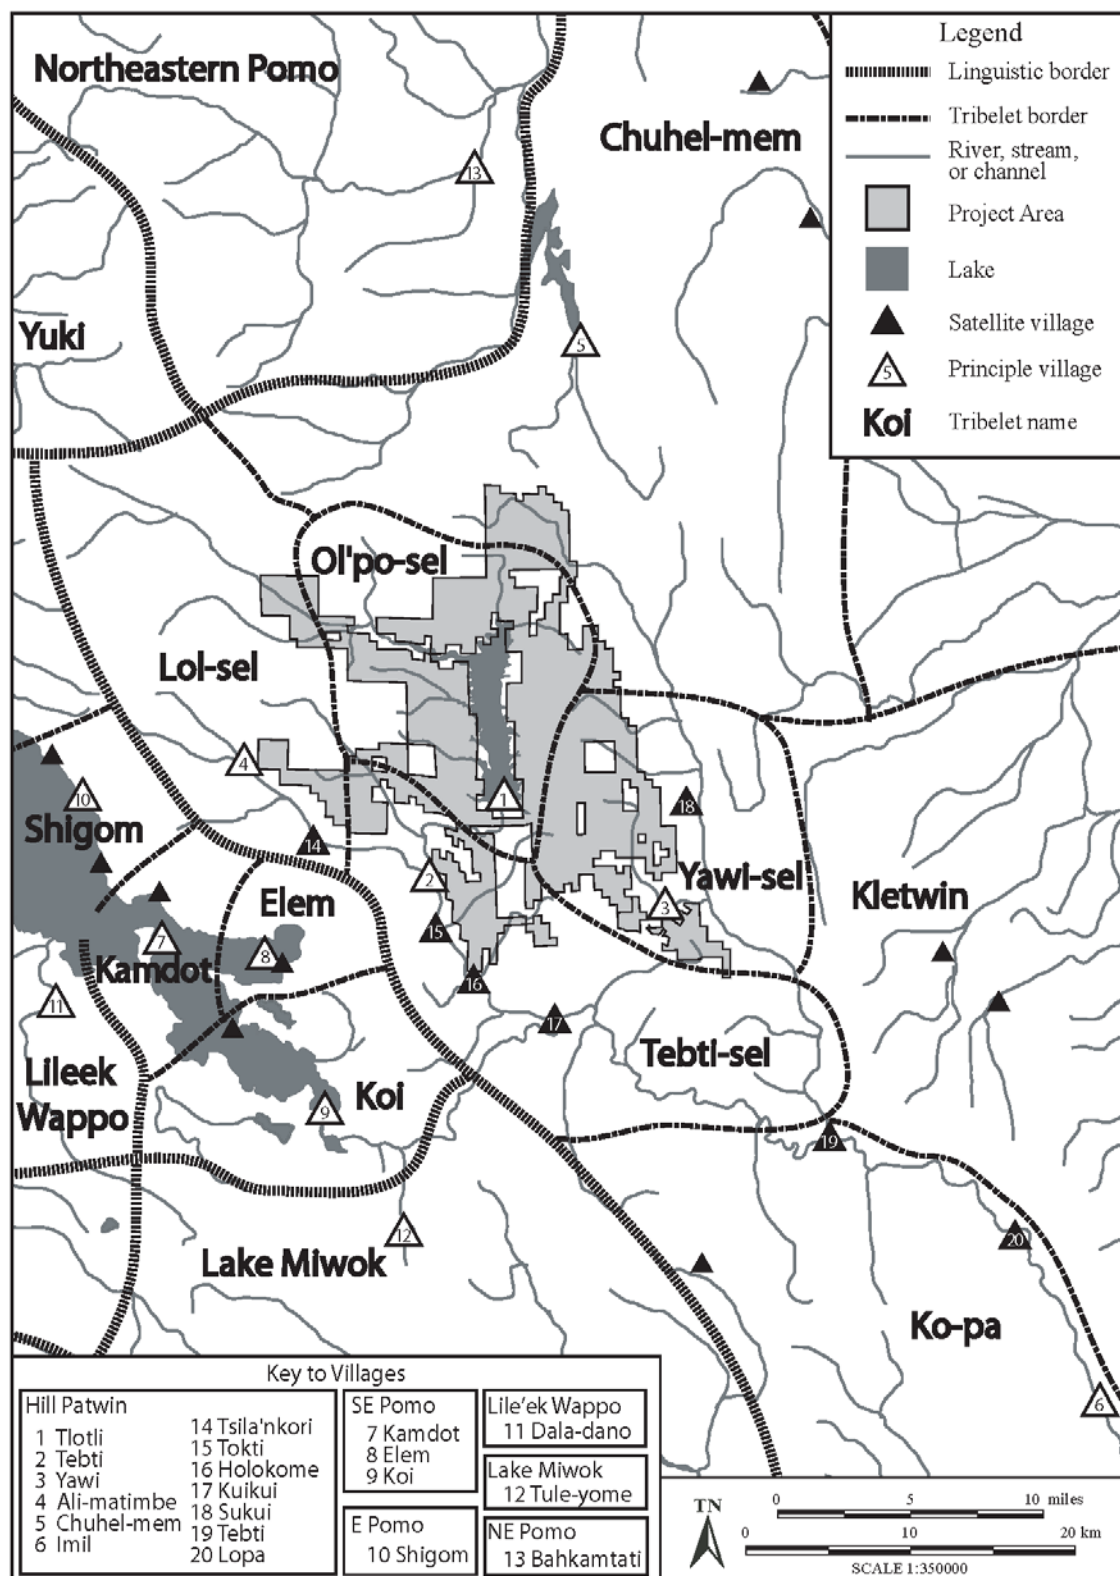 Northeastern Pomo
Chuhel-mem
13
5
Yuki
Legend
Linguistic border
Tribelet border
River, stream,
or channel
Project Area
Lake
Satellite village
5
Principle village
Koi
Tribelet name
Ol'po-sel
Lol-sel
4
1
18
10
Shigom
14
2
Yawi-sel
3
Kletwin
Elem
15
7
8
Kamdot
16
11
17
Tebti-sel
Lileek
Wappo
Koi
9
19
12
Lake Miwok
20
Ko-pa
6
Key to Villages
Hill Patwin
1 Tlotli
2 Tebti
3 Yawi
4 Ali-matimbe
5 Chuhel-mem
6 Imil
14 Tsila'nkori
15 Tokti
16 Holokome
17 Kuikui
18 Sukui
19 Tebti
20 Lopa
SE Pomo
7 Kamdot
8 Elem
9 Koi
E Pomo
10 Shigom
Lile'ek Wappo
11 Dala-dano
Lake Miwok
12 Tule-yome
NE Pomo
13 Bahkamtati
TN
0 5 10 miles
0 10 20 km
SCALE 1:350000